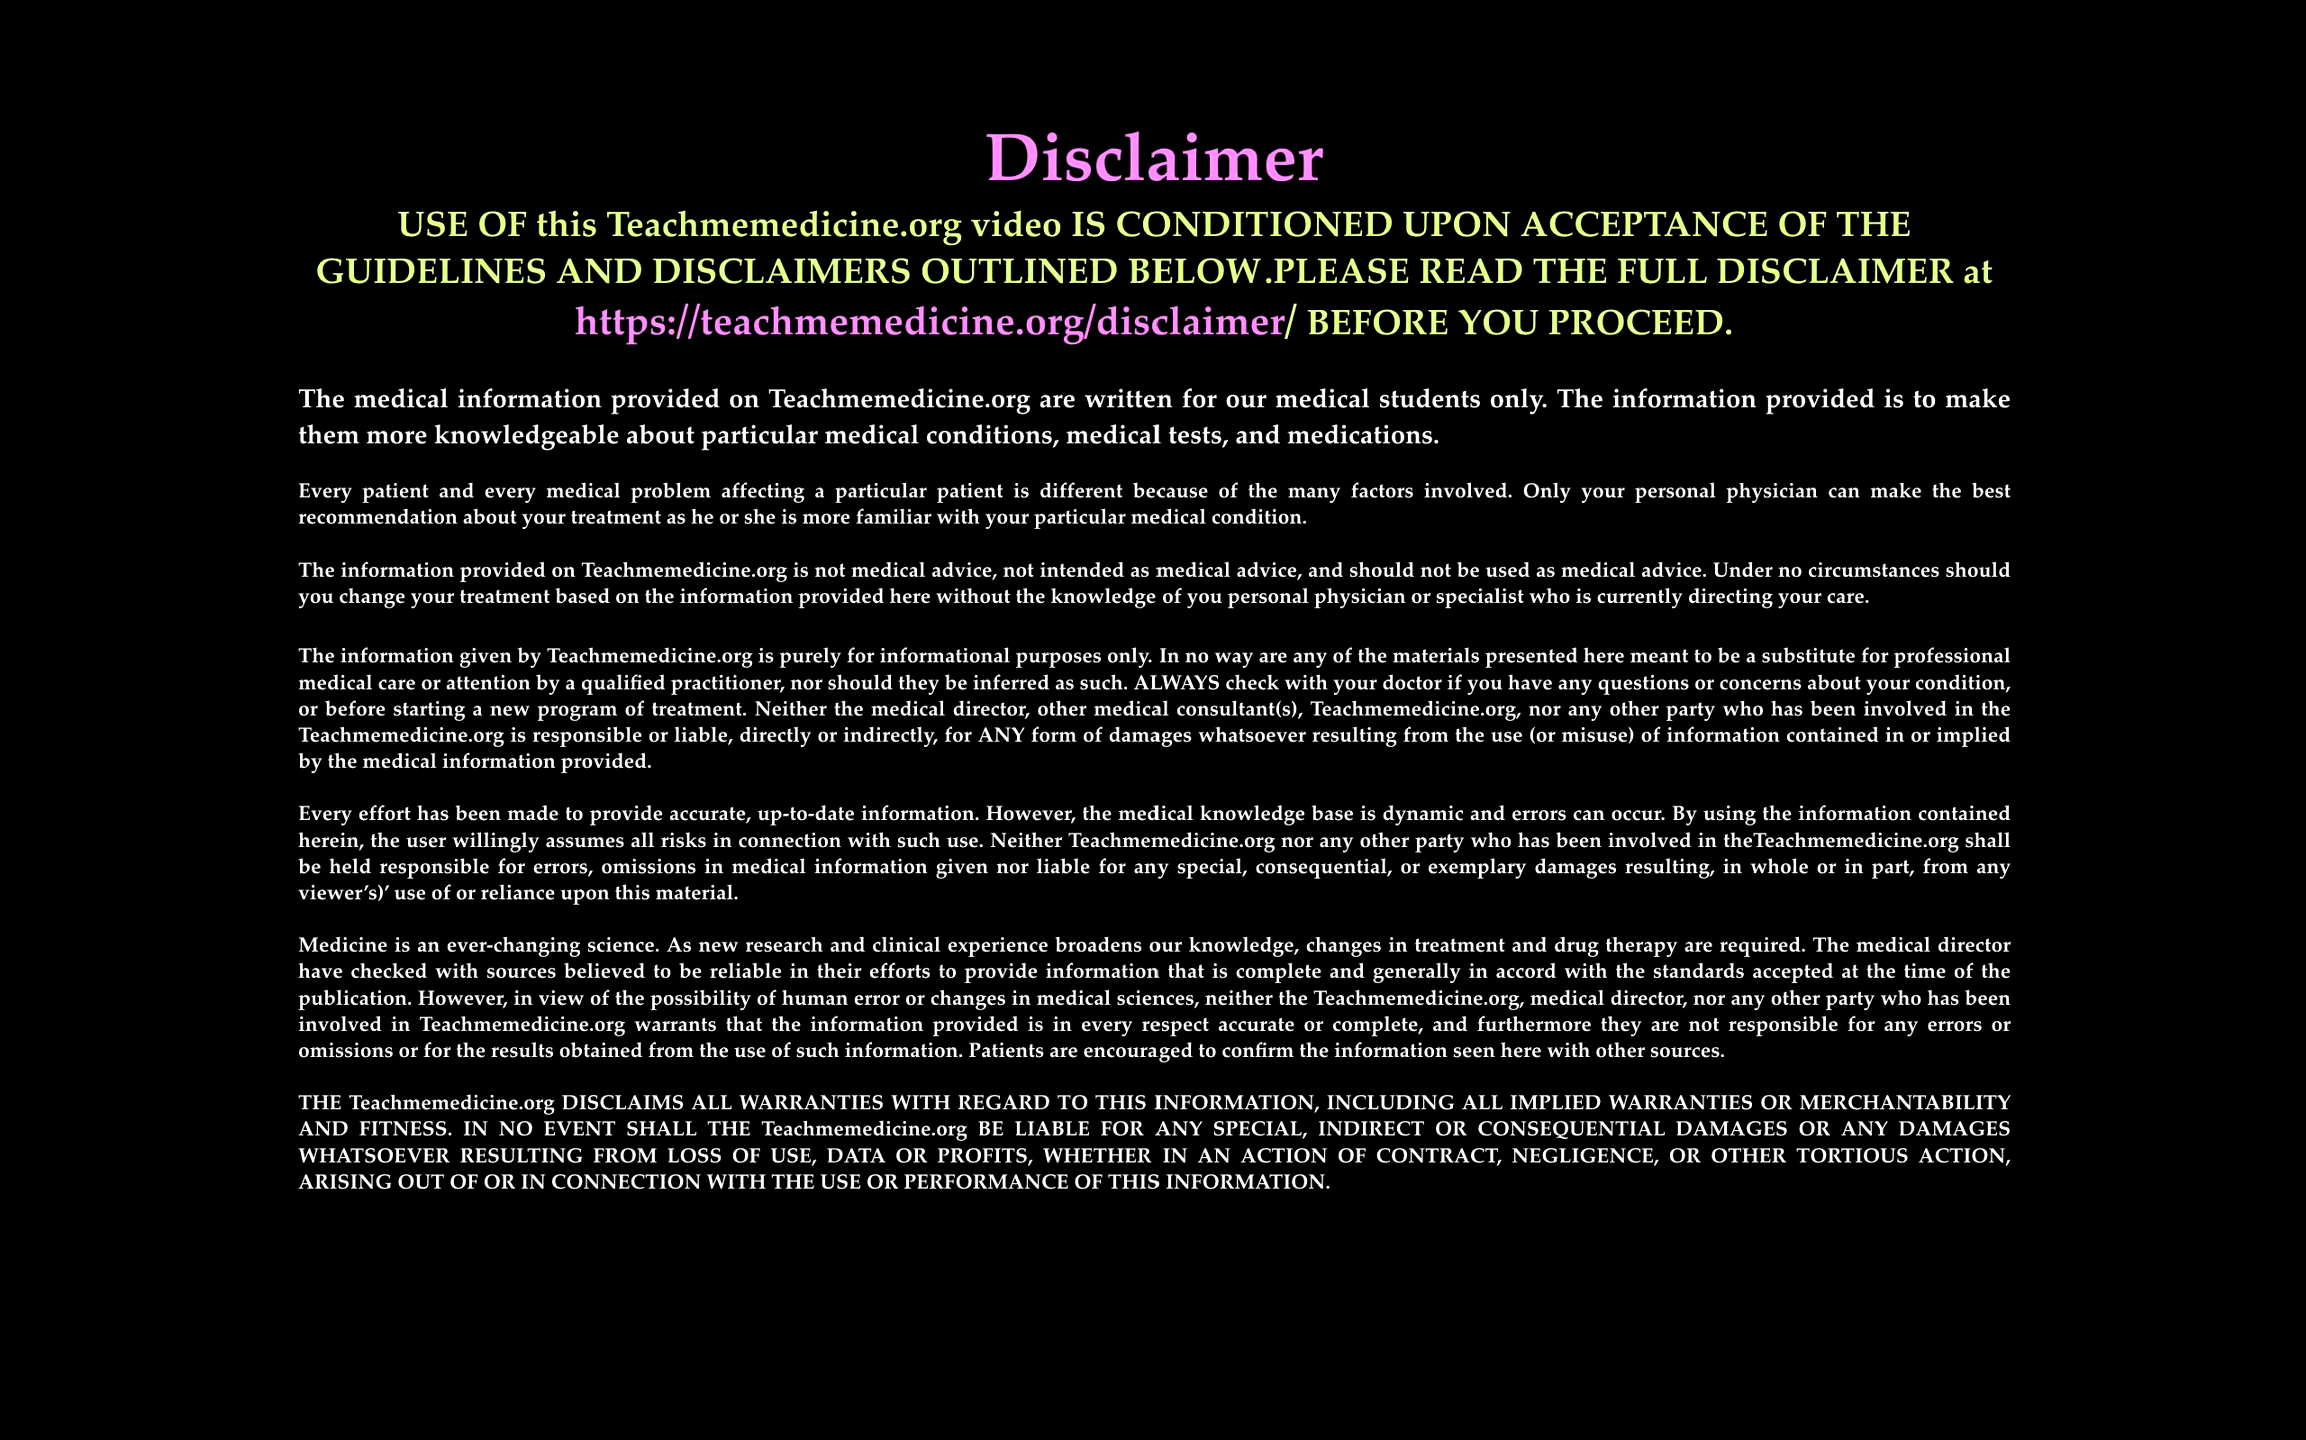 Disclaimer
USE OF this Teachmemedicine.org video IS CONDITIONED UPON ACCEPTANCE OF THE
GUIDELINES AND DISCLAIMERS OUTLINED BELOW.PLEASE READ THE FULL DISCLAIMER at
https://teachmemedicine.org/disclaimer/ BEFORE YOU PROCEED.
The medical information provided on Teachmemedicine.org are written for our medical students only. The information provided is to make
them more knowledgeable about particular medical conditions, medical tests, and medications.
Every patient and every medical problem affecting a particular patient is different because of the many factors involved. Only your personal physician can make the best
recommendation about your treatment as he or she is more familiar with your particular medical condition.
The information provided on Teachmemedicine.org is not medical advice, not intended as medical advice, and should not be used as medical advice. Under no circumstances should
you change your treatment based on the information provided here without the knowledge of you personal physician or specialist who is currently directing your care.
The information given by Teachmemedicine.org is purely for informational purposes only. In no way are any of the materials presented here meant to be a substitute for professional
medical care or attention by a qualified practitioner, nor should they be inferred as such. ALWAYS check with your doctor if you have any questions or concerns about your condition,
or before starting a new program of treatment. Neither the medical director, other medical consultant(s), Teachmemedicine.org, nor any other party who has been involved in the
Teachmemedicine.org is responsible or liable, directly or indirectly, for ANY form of damages whatsoever resulting from the use (or misuse) of information contained in or implied
by the medical information provided.
Every effort has been made to provide accurate, up-to-date information. However, the medical knowledge base is dynamic and errors can occur. By using the information contained
herein, the user willingly assumes all risks in connection with such use. Neither Teachmemedicine.org nor any other party who has been involved in theTeachmemedicine.org shall
be held responsible for errors, omissions in medical information given nor liable for any special, consequential, or exemplary damages resulting, in whole or in part, from any
viewer's)’ use of or reliance upon this material.
Medicine is an ever-changing science. As new research and clinical experience broadens our knowledge, changes in treatment and drug therapy are required. The medical director
have checked with sources believed to be reliable in their efforts to provide information that is complete and generally in accord with the standards accepted at the time of the
publication. However, in view of the possibility of human error or changes in medical sciences, neither the Teachmemedicine.org, medical director, nor any other party who has been
involved in Teachmemedicine.org warrants that the information provided is in every respect accurate or complete, and furthermore they are not responsible for any errors or
omissions or for the results obtained from the use of such information. Patients are encouraged to confirm the information seen here with other sources.
THE Teachmemedicine.org DISCLAIMS ALL WARRANTIES WITH REGARD TO THIS INFORMATION, INCLUDING ALL IMPLIED WARRANTIES OR MERCHANTABILITY
AND FITNESS. IN NO EVENT SHALL THE Teachmemedicine.org BE LIABLE FOR ANY SPECIAL, INDIRECT OR CONSEQUENTIAL DAMAGES OR ANY DAMAGES
WHATSOEVER RESULTING FROM LOSS OF USE, DATA OR PROFITS, WHETHER IN AN ACTION OF CONTRACT, NEGLIGENCE, OR OTHER TORTIOUS ACTION,
ARISING OUT OF OR IN CONNECTION WITH THE USE OR PERFORMANCE OF THIS INFORMATION.